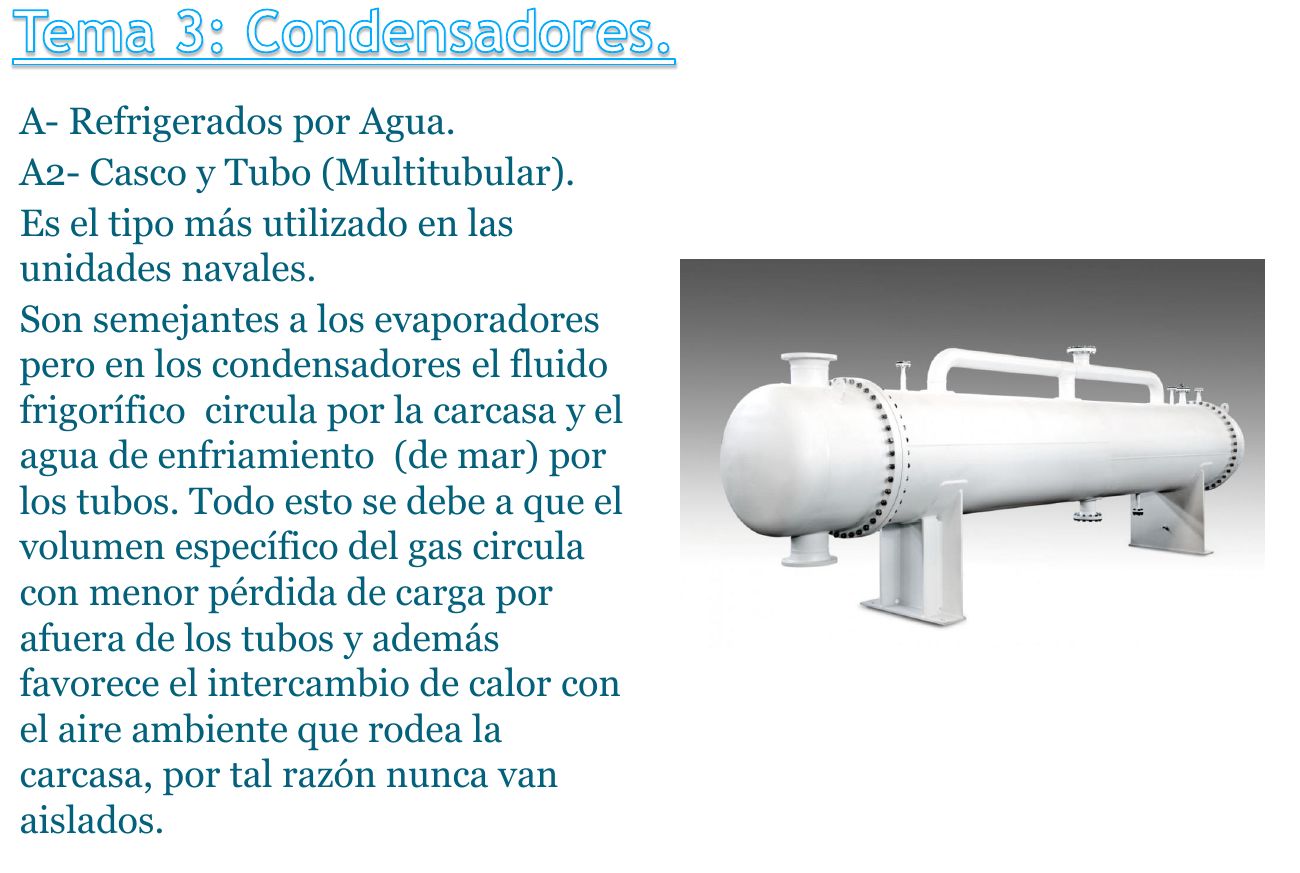 Tema 3: Condensadores.
A- Refrigerados por Agua.
A2- Casco y Tubo (Multitubular).
Es el tipo más utilizado en las
unidades navales.
Son semejantes a los evaporadores
pero en los condensadores el fluido
frigorífico  circula por la carcasa y el
agua de enfriamiento  (de mar) por
los tubos. Todo esto se debe a que el
volumen específico del gas circula
con menor pérdida de carga por
afuera de los tubos y además
favorece el intercambio de calor con
el aire ambiente que rodea la
carcasa, por tal razón nunca van
aislados.